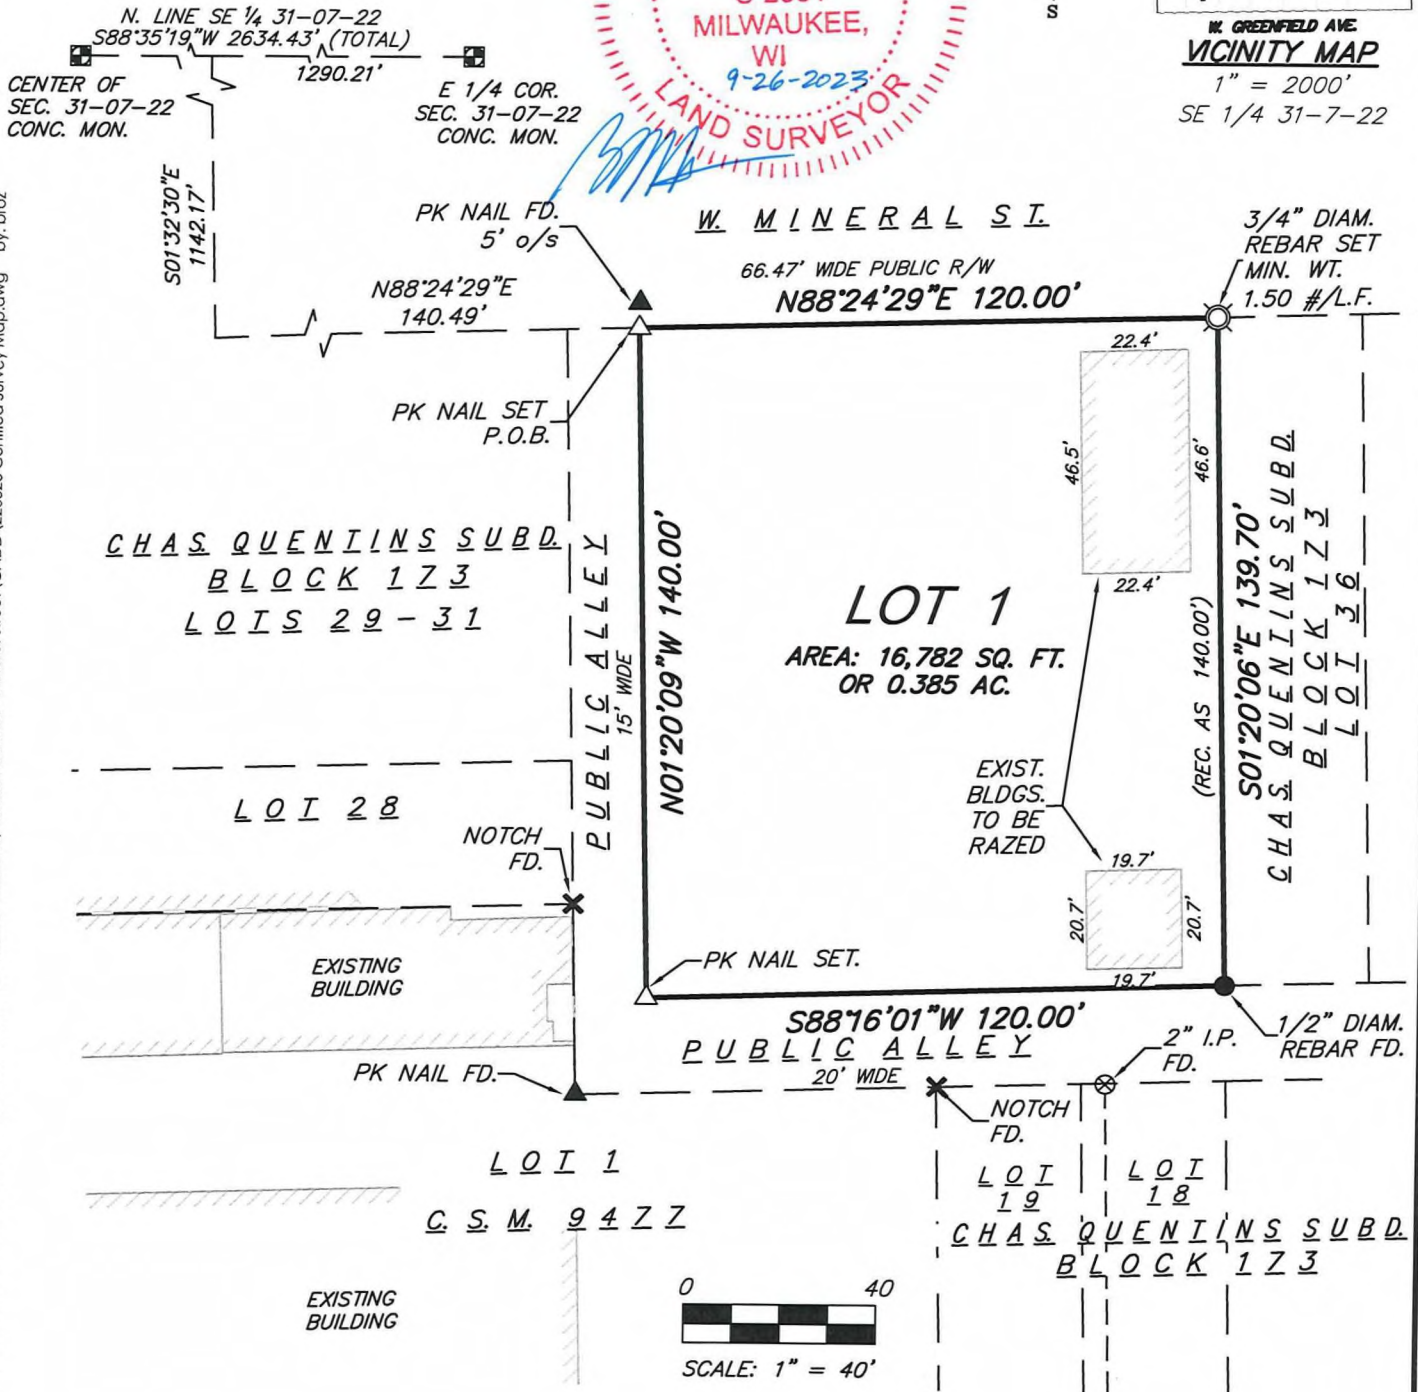 N. LINE SE ¼ 31-07-22
S88°35'19"W 2634.43' (TOTAL)
1290.21'
CENTER OF
SEC. 31-07-22
CONC. MON.
E 1/4 COR.
SEC. 31-07-22
CONC. MON.
MILWAUKEE,
WI
9-26-2023
LAND SURVEYOR
S
W. GREENFIELD AVE.
VICINITY MAP
1" = 2000'
SE 1/4 31-7-22
S01°32'30"E
1142.17'
PK NAIL FD.
5' o/s
W. MINERAL ST.
66.47' WIDE PUBLIC R/W
N88°24'29"E 120.00'
3/4" DIAM.
REBAR SET
MIN. WT.
1.50 #/L.F.
N88°24'29"E
140.49'
PK NAIL SET
P.O.B.
22.4'
46.5'
46.6'
22.4'
CHAS. QUENTINS SUBD.
BLOCK 173
LOTS 29-31
PUBLIC ALLEY
15' WIDE
N01°20'09"W 140.00'
LOT 1
AREA: 16,782 SQ. FT.
OR 0.385 AC.
(REC. AS 140.00')
S01°20'06"E 139.70'
CHAS. QUENTINS SUBD.
BLOCK 173
LOT 36
EXIST.
BLDGS.
TO BE
RAZED
LOT 28
NOTCH
FD.
19.7'
20.7'
20.7'
19.7'
EXISTING
BUILDING
PK NAIL SET.
S88°16'01"W 120.00'
PUBLIC ALLEY
20' WIDE
PK NAIL FD.
2" I.P.
FD.
1/2" DIAM.
REBAR FD.
NOTCH
FD.
LOT 1
C.S.M. 9477
LOT
19
LOT
18
CHAS. QUENTINS SUBD.
BLOCK 173
EXISTING
BUILDING
0 40
SCALE: 1" = 40'